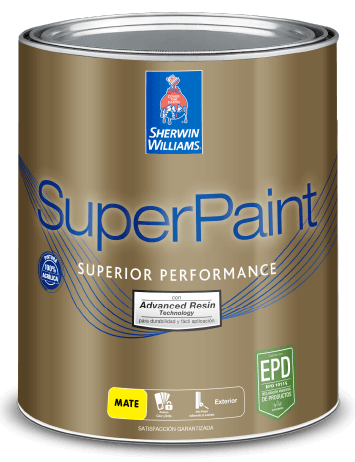 SHERWIN
WILLIAMS
SuperPaint
SUPERIOR PERFORMANCE
PINTURA
100%
ACRÍLICA
con
Advanced Resin
Technology
para durabilidad y fácil aplicación
MATE
Exterior
EPD
SATISFACCIÓN GARANTIZADA